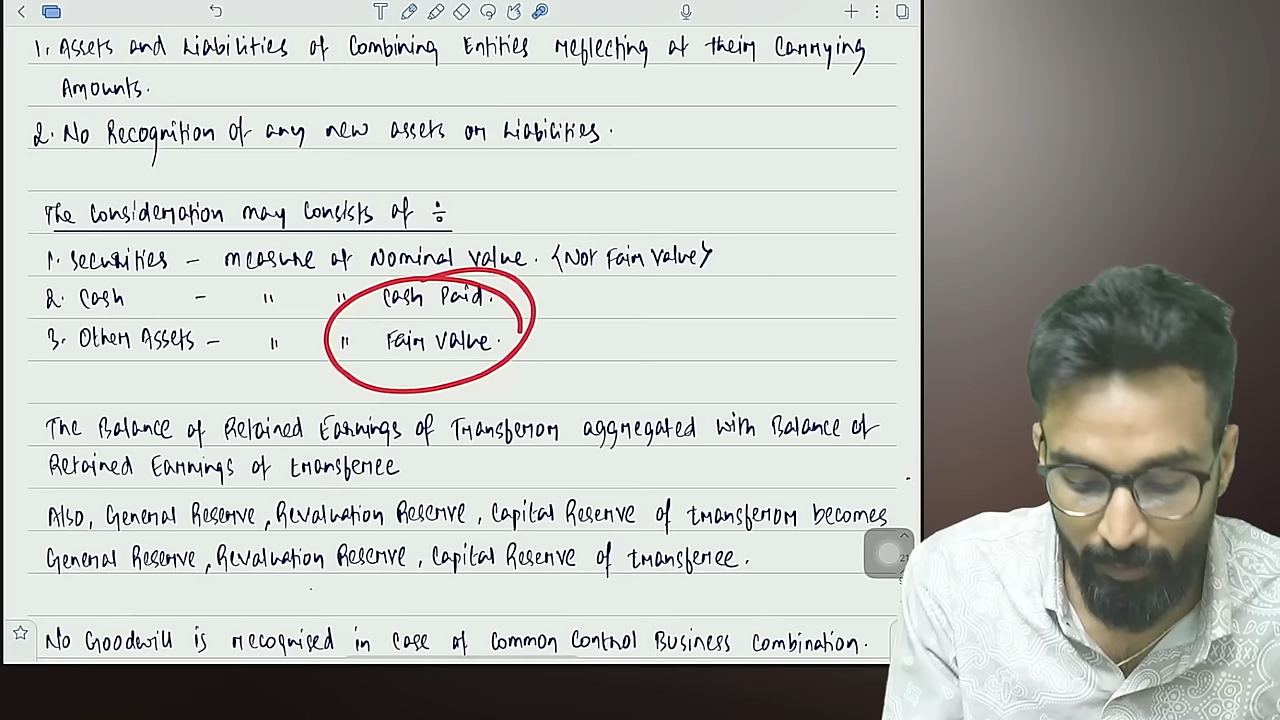 1. Assets and Liabilities of Combining Entities reflecting at their Carrying
Amounts.
2. No Recognition of any new assets or Liabilities.
The Consideration may Consists of ÷
1. Securities - measure at Nominal value. (Not Fair Value)
2. Cash - " " Cash Paid.
3. Other Assets - " " Fair Value.
The Balance of Retained Earnings of Transferor aggregated with Balance of
Retained Earnings of transferee
Also, General Reserve, Revaluation Reserve, Capital Reserve of transferor becomes
General Reserve, Revaluation Reserve, Capital Reserve of transferee.
No Goodwill is recognised in case of Common Control Business combination.